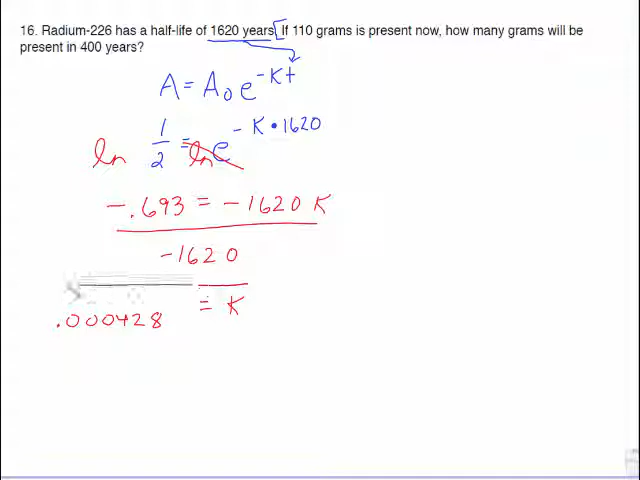 16. Radium-226 has a half-life of 1620 years. If 110 grams is present now, how many grams will be
present in 400 years?
A = A₀e^-Kt
ln 1/2 = ln e^-K•1620
-.693 = -1620 K
-1620
.000428 = K